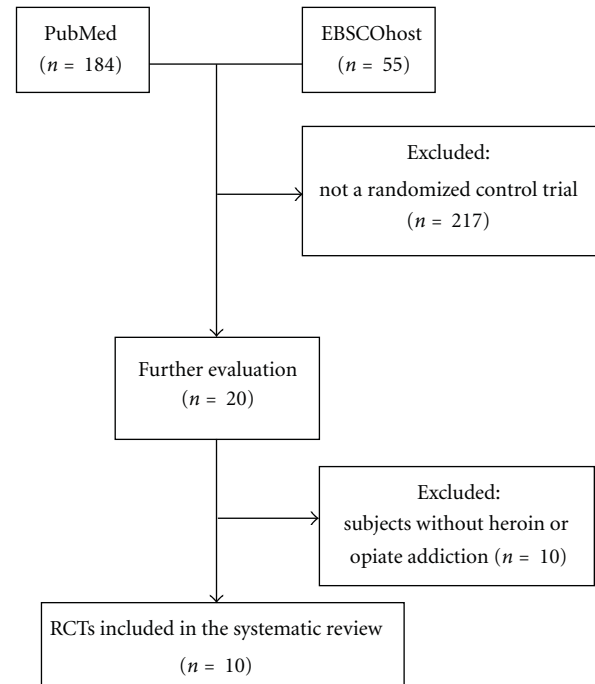 PubMed
(n = 184)
EBSCOhost
(n = 55)
Excluded:
not a randomized control trial
(n = 217)
Further evaluation
(n = 20)
Excluded:
subjects without heroin or
opiate addiction (n = 10)
RCTs included in the systematic review
(n = 10)